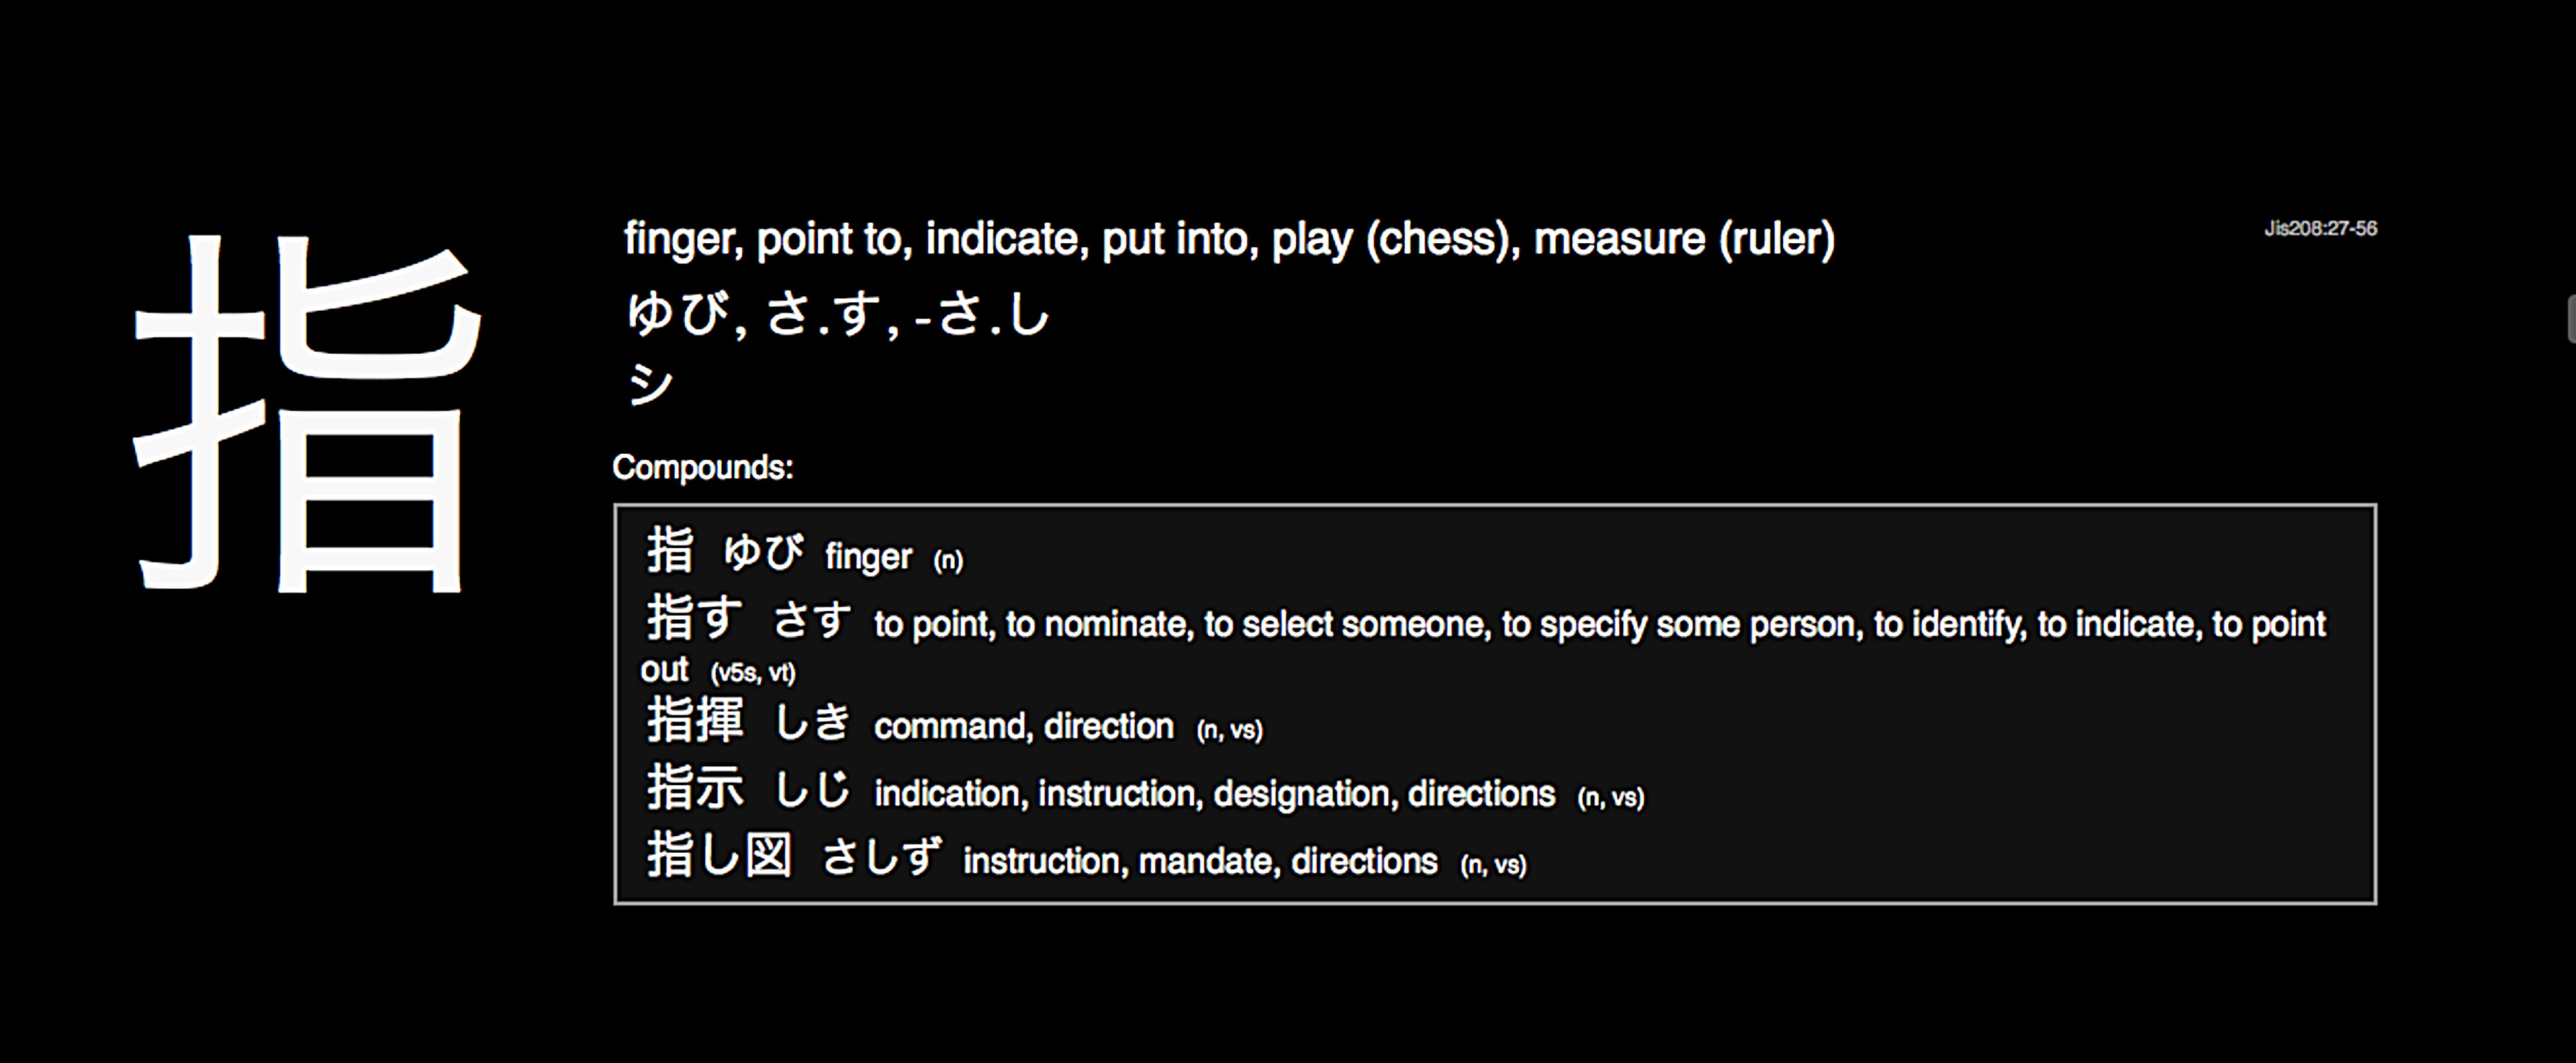 指
finger, point to, indicate, put into, play (chess), measure (ruler)
Jis208:27-56
ゆび, さ.す, -さ.し
シ
Compounds:
指 ゆび finger (n)
指す さす to point, to nominate, to select someone, to specify some person, to identify, to indicate, to point
out (v5s, vt)
指揮 しき command, direction (n, vs)
指示 しじ indication, instruction, designation, directions (n, vs)
指し図 さしず instruction, mandate, directions (n, vs)